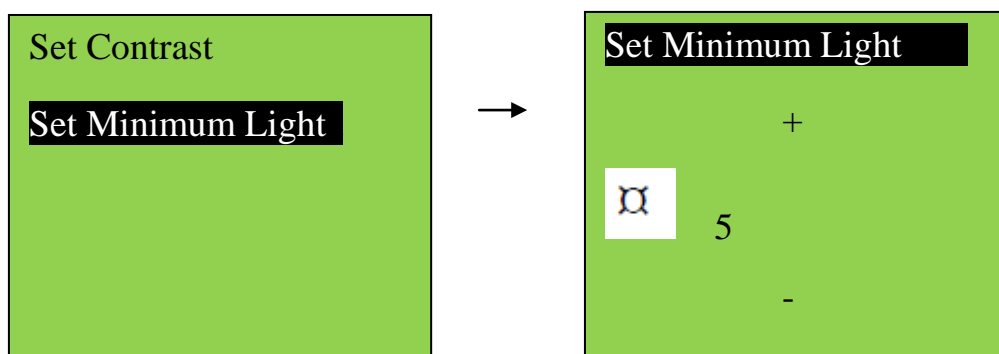 Set Contrast
Set Minimum Light
→
Set Minimum Light
+
¤ 5
-